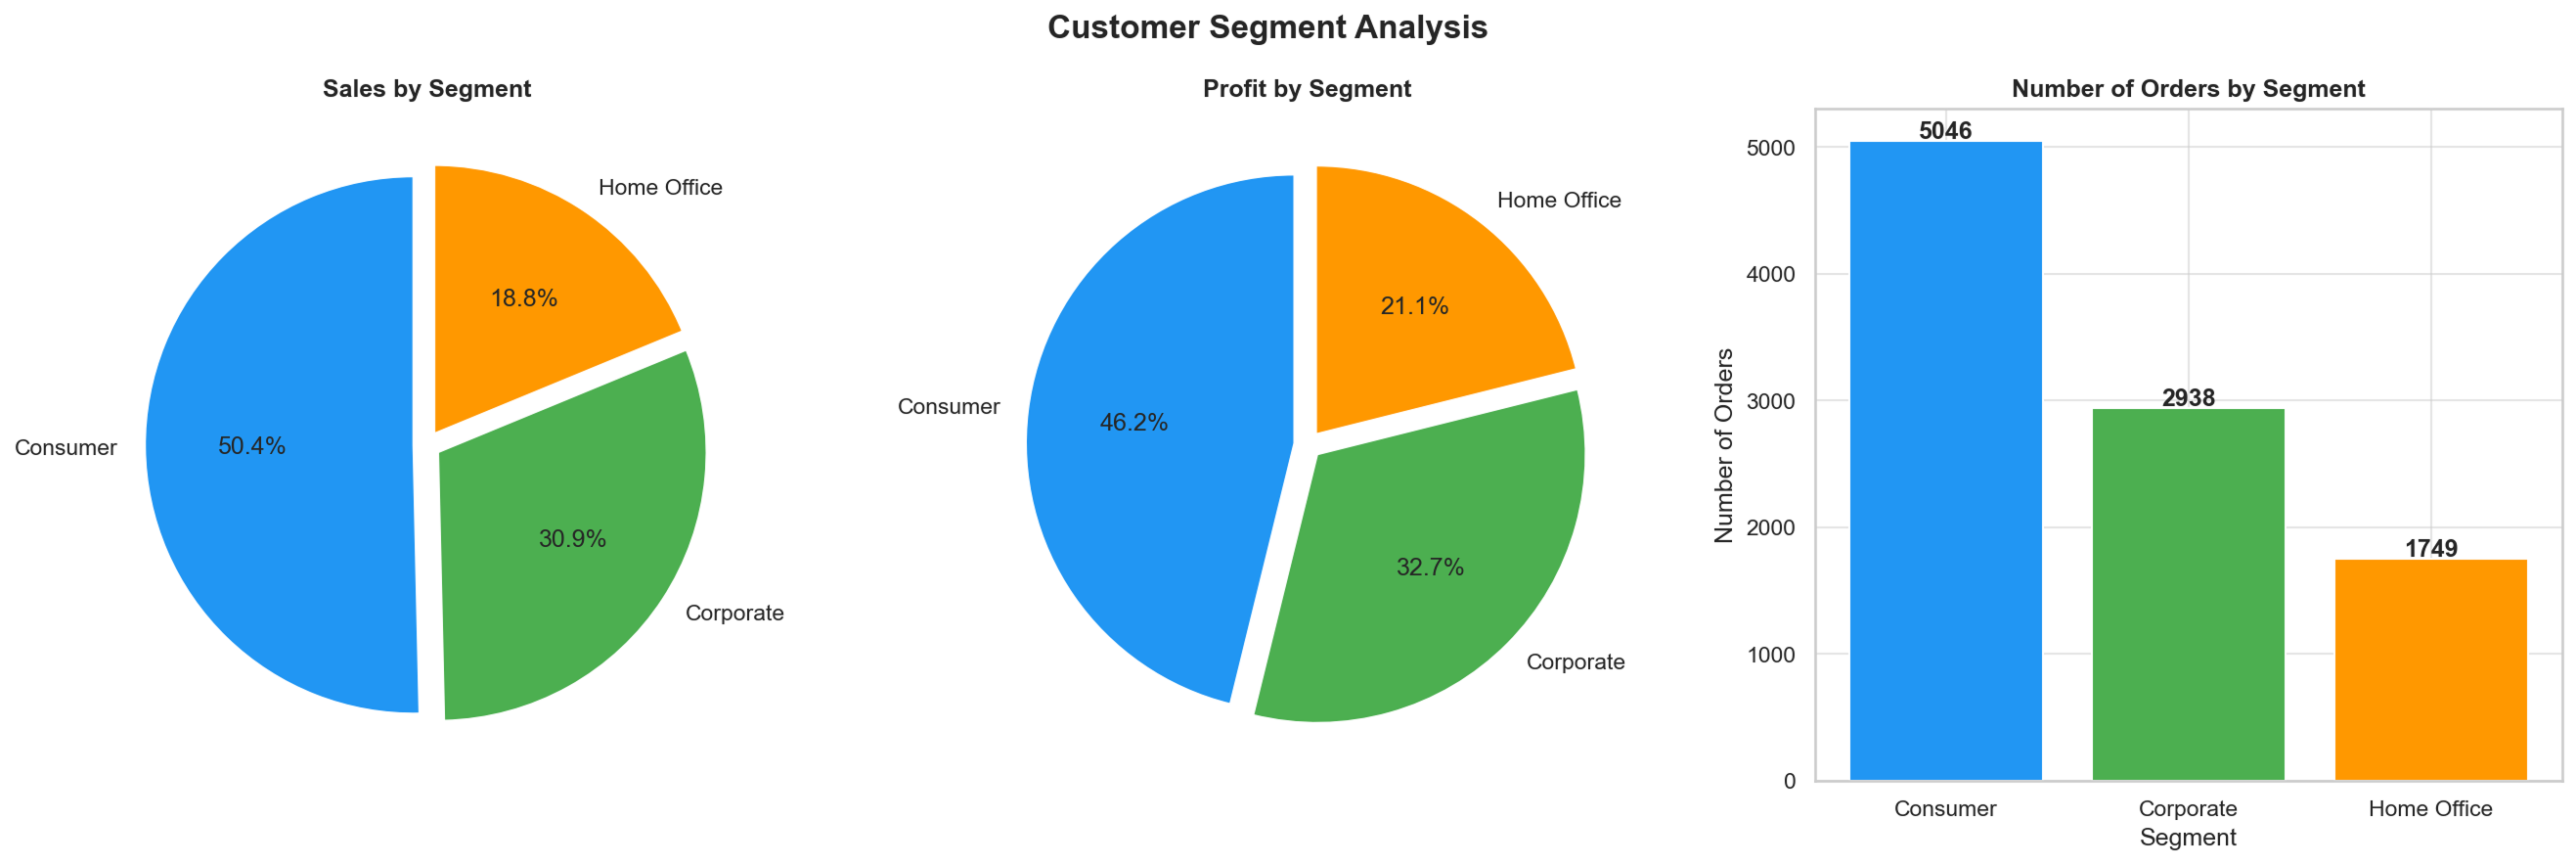 Customer Segment Analysis
Sales by Segment
Home Office
18.8%
Consumer
50.4%
30.9%
Corporate
Profit by Segment
Home Office
21.1%
Consumer
46.2%
32.7%
Corporate
Number of Orders by Segment
Number of Orders
5000
4000
3000
2000
1000
0
5046
2938
1749
Consumer
Corporate
Home Office
Segment